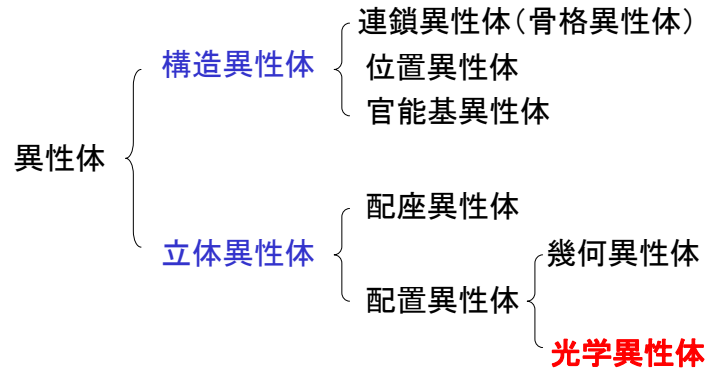 連鎖異性体(骨格異性体)
構造異性体
位置異性体
官能基異性体
異性体
配座異性体
立体異性体
幾何異性体
配置異性体
光学異性体